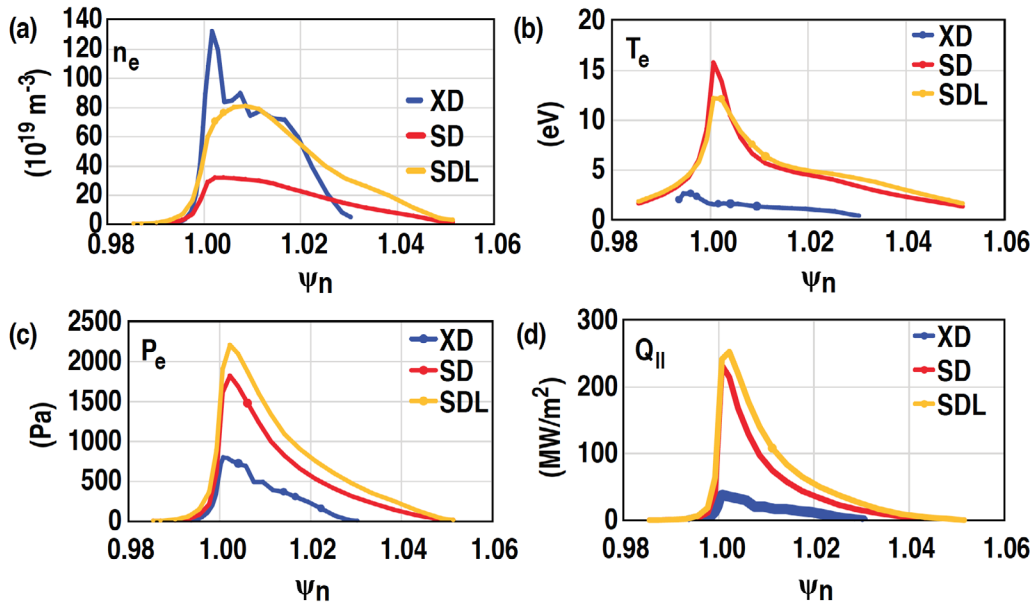 (a)
n_e
(10^19 m^-3)
140
120
100
80
60
40
20
0
0.98
1.00
1.02
1.04
1.06
ψn
XD
SD
SDL
(b)
T_e
(eV)
20
15
10
5
0
0.98
1.00
1.02
1.04
1.06
ψn
XD
SD
SDL
(c)
P_e
(Pa)
2500
2000
1500
1000
500
0
0.98
1.00
1.02
1.04
1.06
ψn
XD
SD
SDL
(d)
Q_II
(MW/m^2)
300
200
100
0
0.98
1.00
1.02
1.04
1.06
ψn
XD
SD
SDL